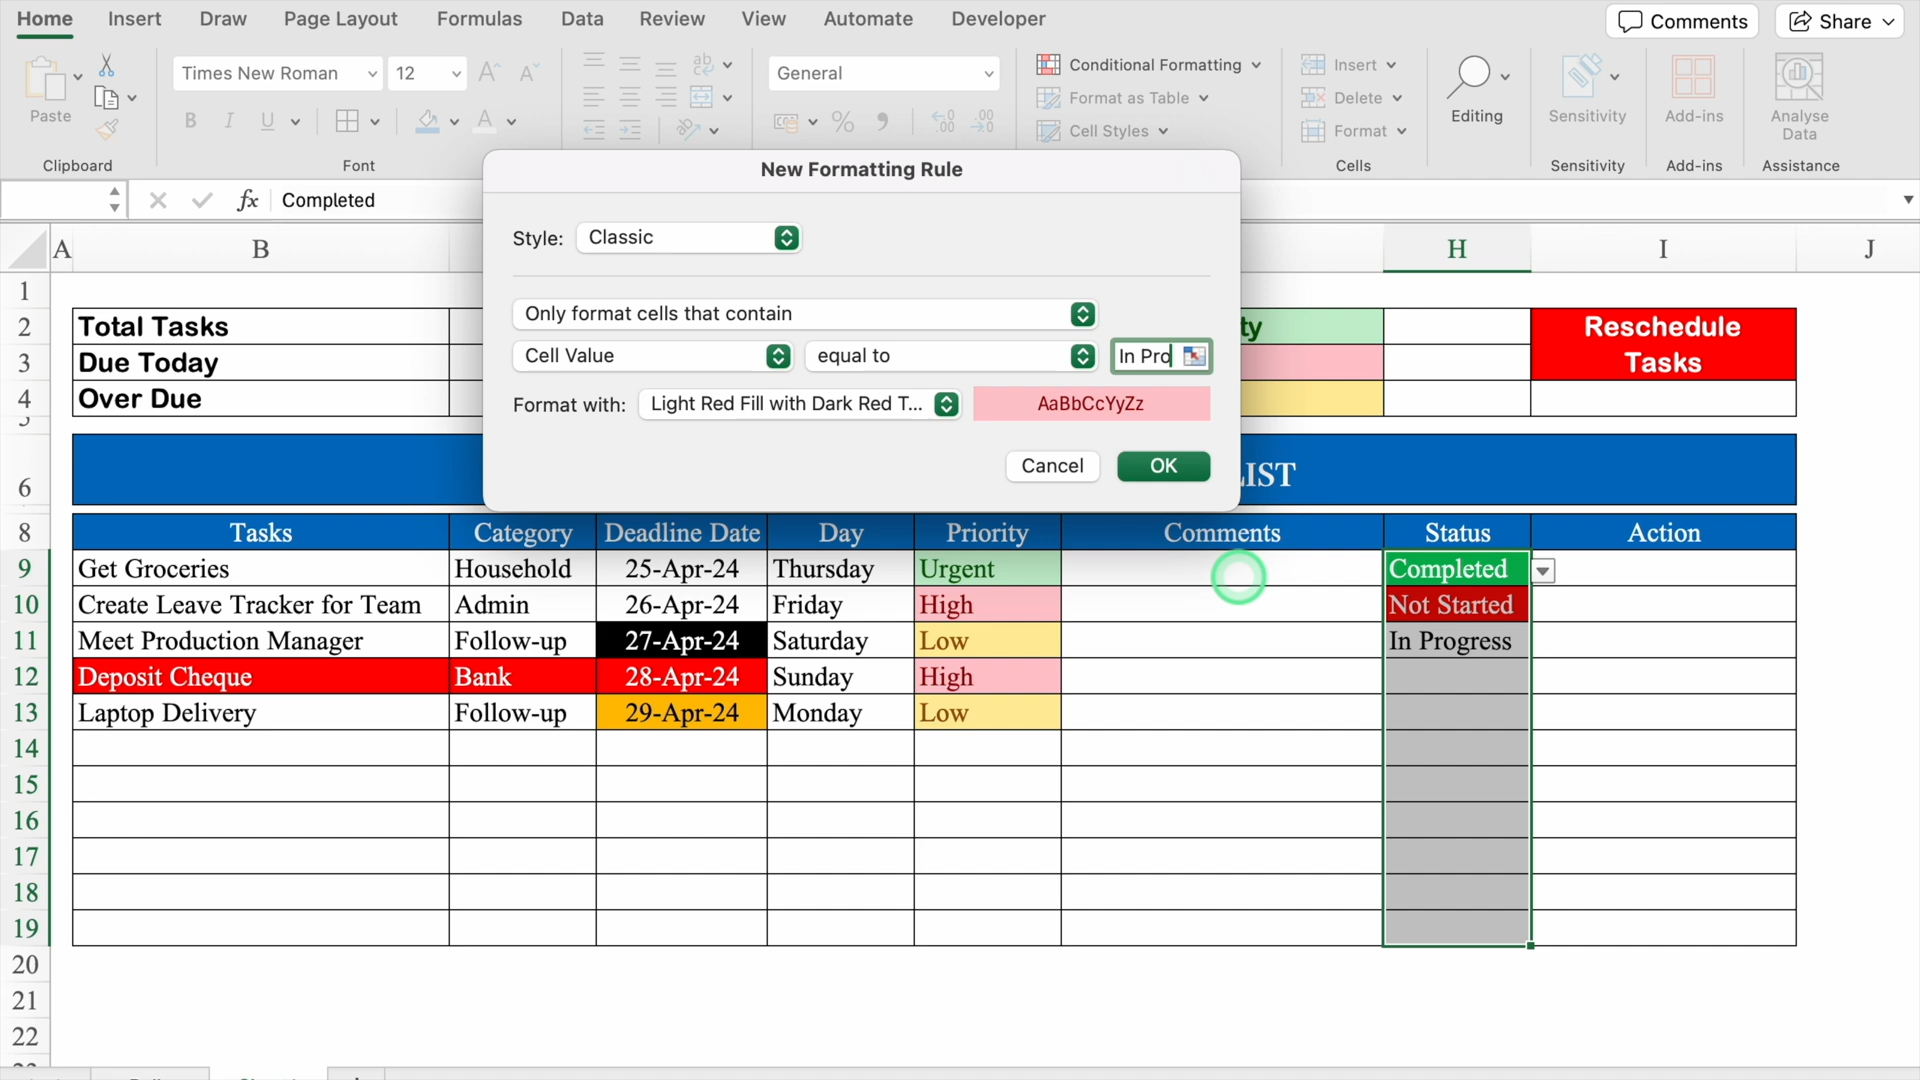 Home Insert Draw Page Layout Formulas Data Review View Automate Developer Comments Share
Times New Roman 12 General Conditional Formatting Insert
Format as Table Delete
Paste B I U A % Cell Styles Format Editing Sensitivity Add-ins Analyse
Data
Clipboard Font Cells Sensitivity Add-ins Assistance
fx Completed
New Formatting Rule
Style: Classic
Only format cells that contain
Cell Value equal to In Pro
Format with: Light Red Fill with Dark Red T... AaBbCcYyZz
Cancel OK
A B H I J
1
2 Total Tasks ty Reschedule
3 Due Today Tasks
4 Over Due
5
6 LIST
8 Tasks Category Deadline Date Day Priority Comments Status Action
9 Get Groceries Household 25-Apr-24 Thursday Urgent Completed
10 Create Leave Tracker for Team Admin 26-Apr-24 Friday High Not Started
11 Meet Production Manager Follow-up 27-Apr-24 Saturday Low In Progress
12 Deposit Cheque Bank 28-Apr-24 Sunday High
13 Laptop Delivery Follow-up 29-Apr-24 Monday Low
14
15
16
17
18
19
20
21
22